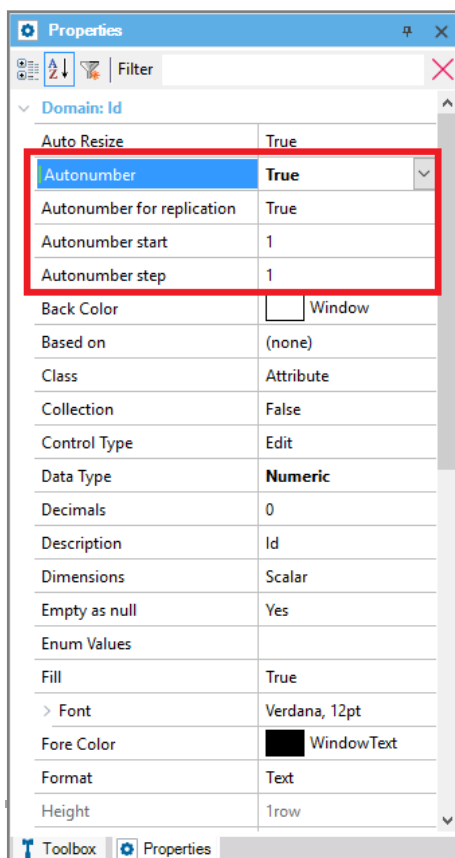 Properties
Filter
Domain: Id
Auto Resize True
Autonumber True
Autonumber for replication True
Autonumber start 1
Autonumber step 1
Back Color Window
Based on (none)
Class Attribute
Collection False
Control Type Edit
Data Type Numeric
Decimals 0
Description Id
Dimensions Scalar
Empty as null Yes
Enum Values
Fill True
Font Verdana, 12pt
Fore Color WindowText
Format Text
Height 1row
Toolbox Properties